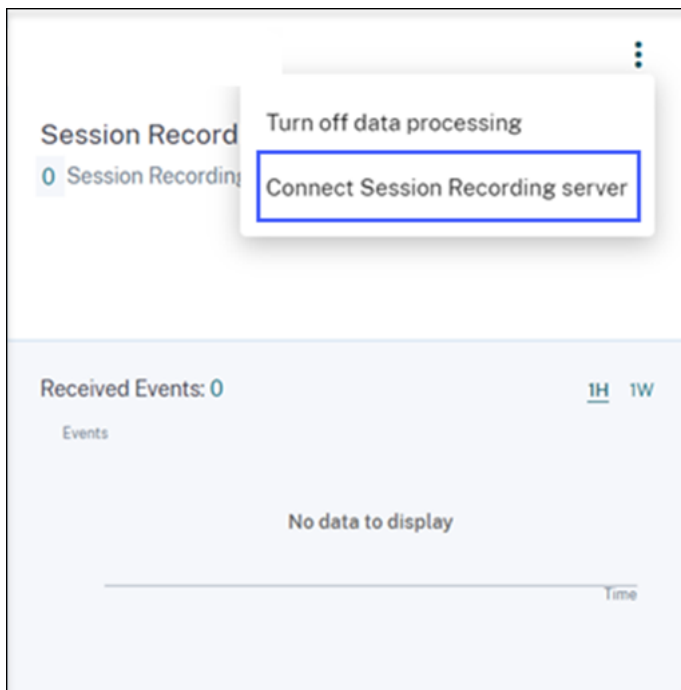 Turn off data processing
Session Record
Connect Session Recording server
0 Session Recording
Received Events: 0
1H 1W
Events
No data to display
Time